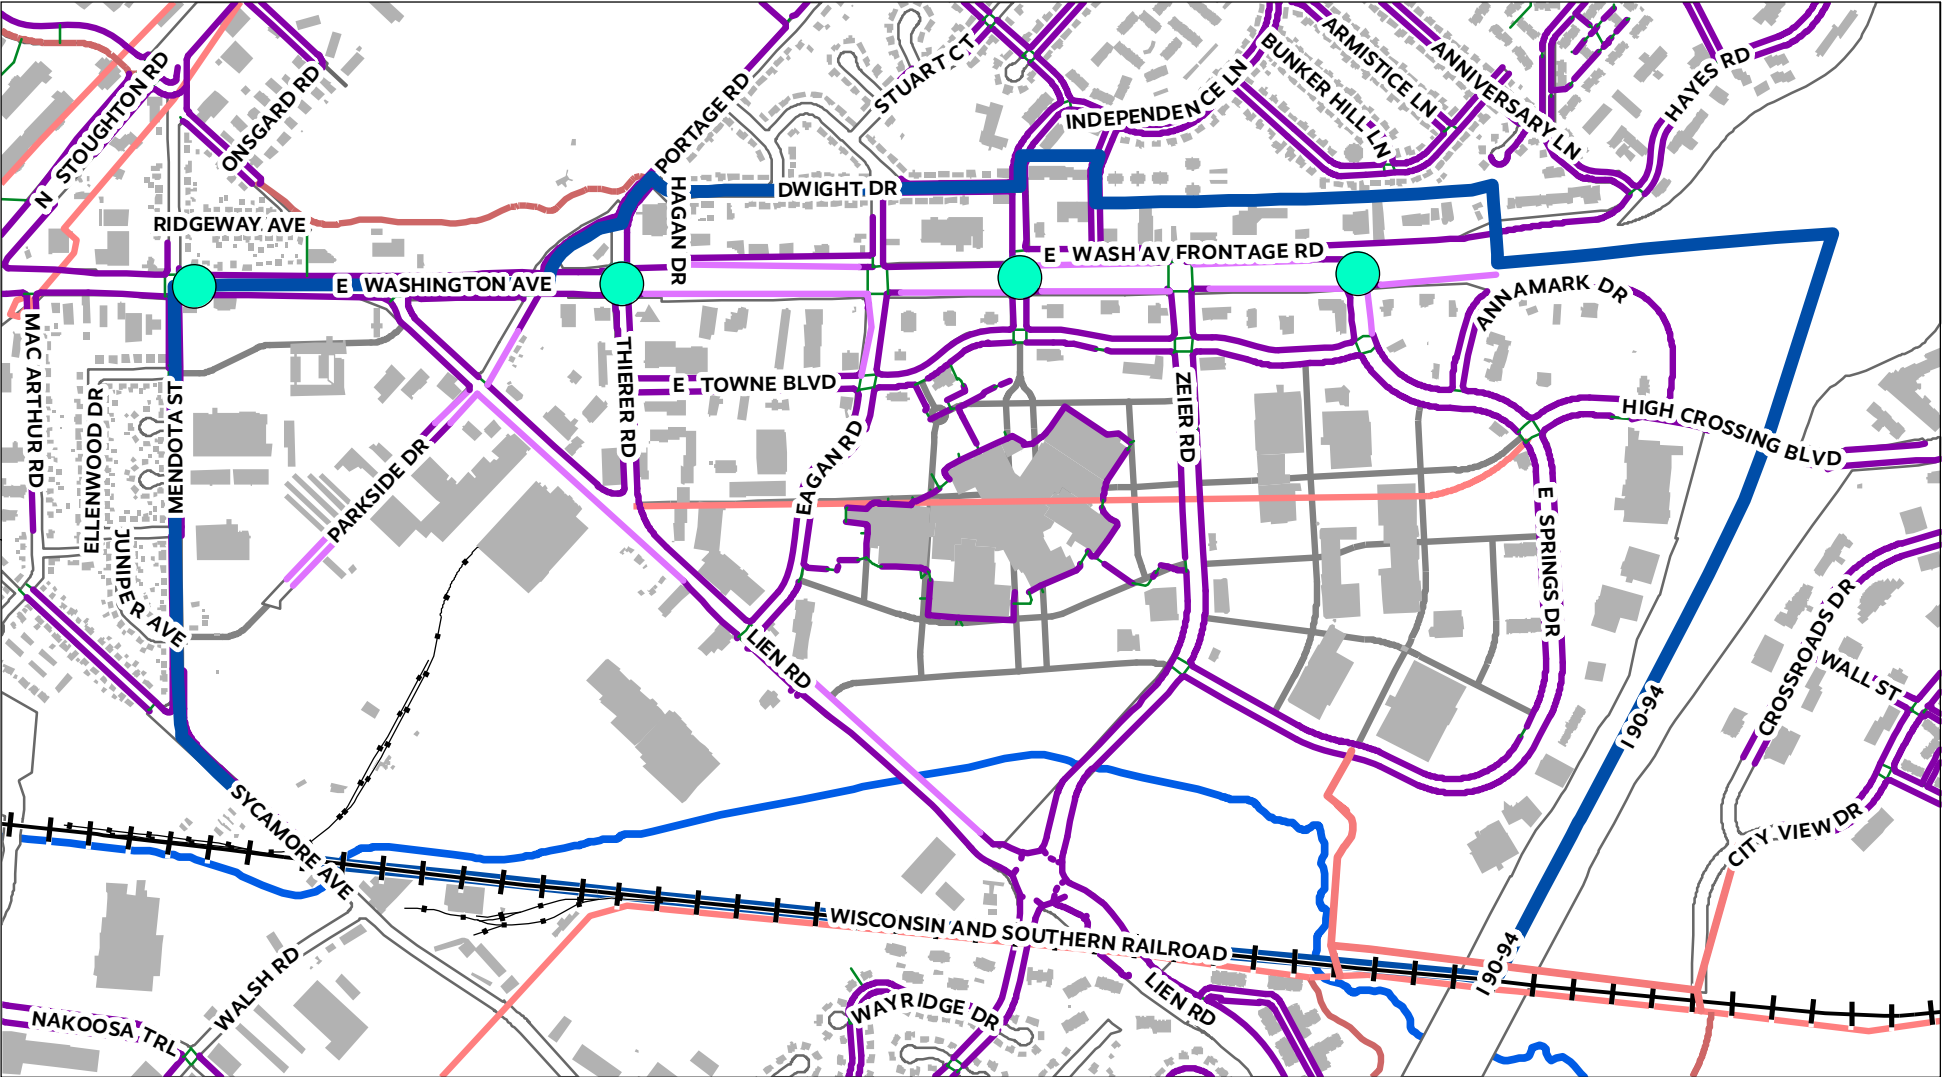 N STOUGHTON RD
ONSGARD RD
PORTAGE RD
STUART CT
INDEPENDENCE LN
BUNKER HILL LN
ARMISTICE LN
ANNIVERSARY LN
HAYES RD
RIDGEWAY AVE
HAGAN DR
DWIGHT DR
E WASH AV FRONTAGE RD
E WASHINGTON AVE
ANNAMARK DR
MAC ARTHUR RD
ELLENWOOD DR
MENDOTA ST
JUNIPER AVE
PARKSIDE DR
THIERER RD
E TOWNE BLVD
EAGAN RD
ZEIER RD
HIGH CROSSING BLVD
E SPRINGS DR
LIEN RD
CROSSROADS DR
WALL ST
I 90-94
CITY VIEW DR
SYCAMORE AVE
WISCONSIN AND SOUTHERN RAILROAD
I 90-94
WALSH RD
NAKOOSA TRL
WAYRIDGE DR
LIEN RD